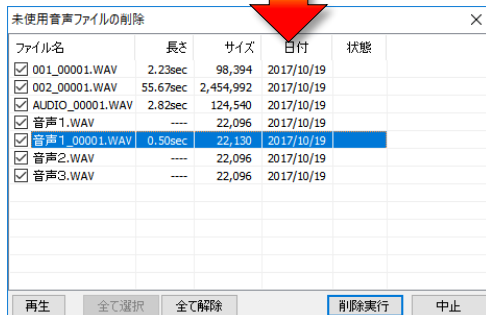 未使用音声ファイルの削除
ファイル名 長さ サイズ 日付 状態
001_00001.WAV 2.23sec 98,394 2017/10/19
002_00001.WAV 55.67sec 2,454,992 2017/10/19
AUDIO_00001.WAV 2.82sec 124,540 2017/10/19
音声1.WAV ---- 22,096 2017/10/19
音声1_00001.WAV 0.50sec 22,130 2017/10/19
音声2.WAV ---- 22,096 2017/10/19
音声3.WAV ---- 22,096 2017/10/19
再生 全て選択 全て解除 削除実行 中止